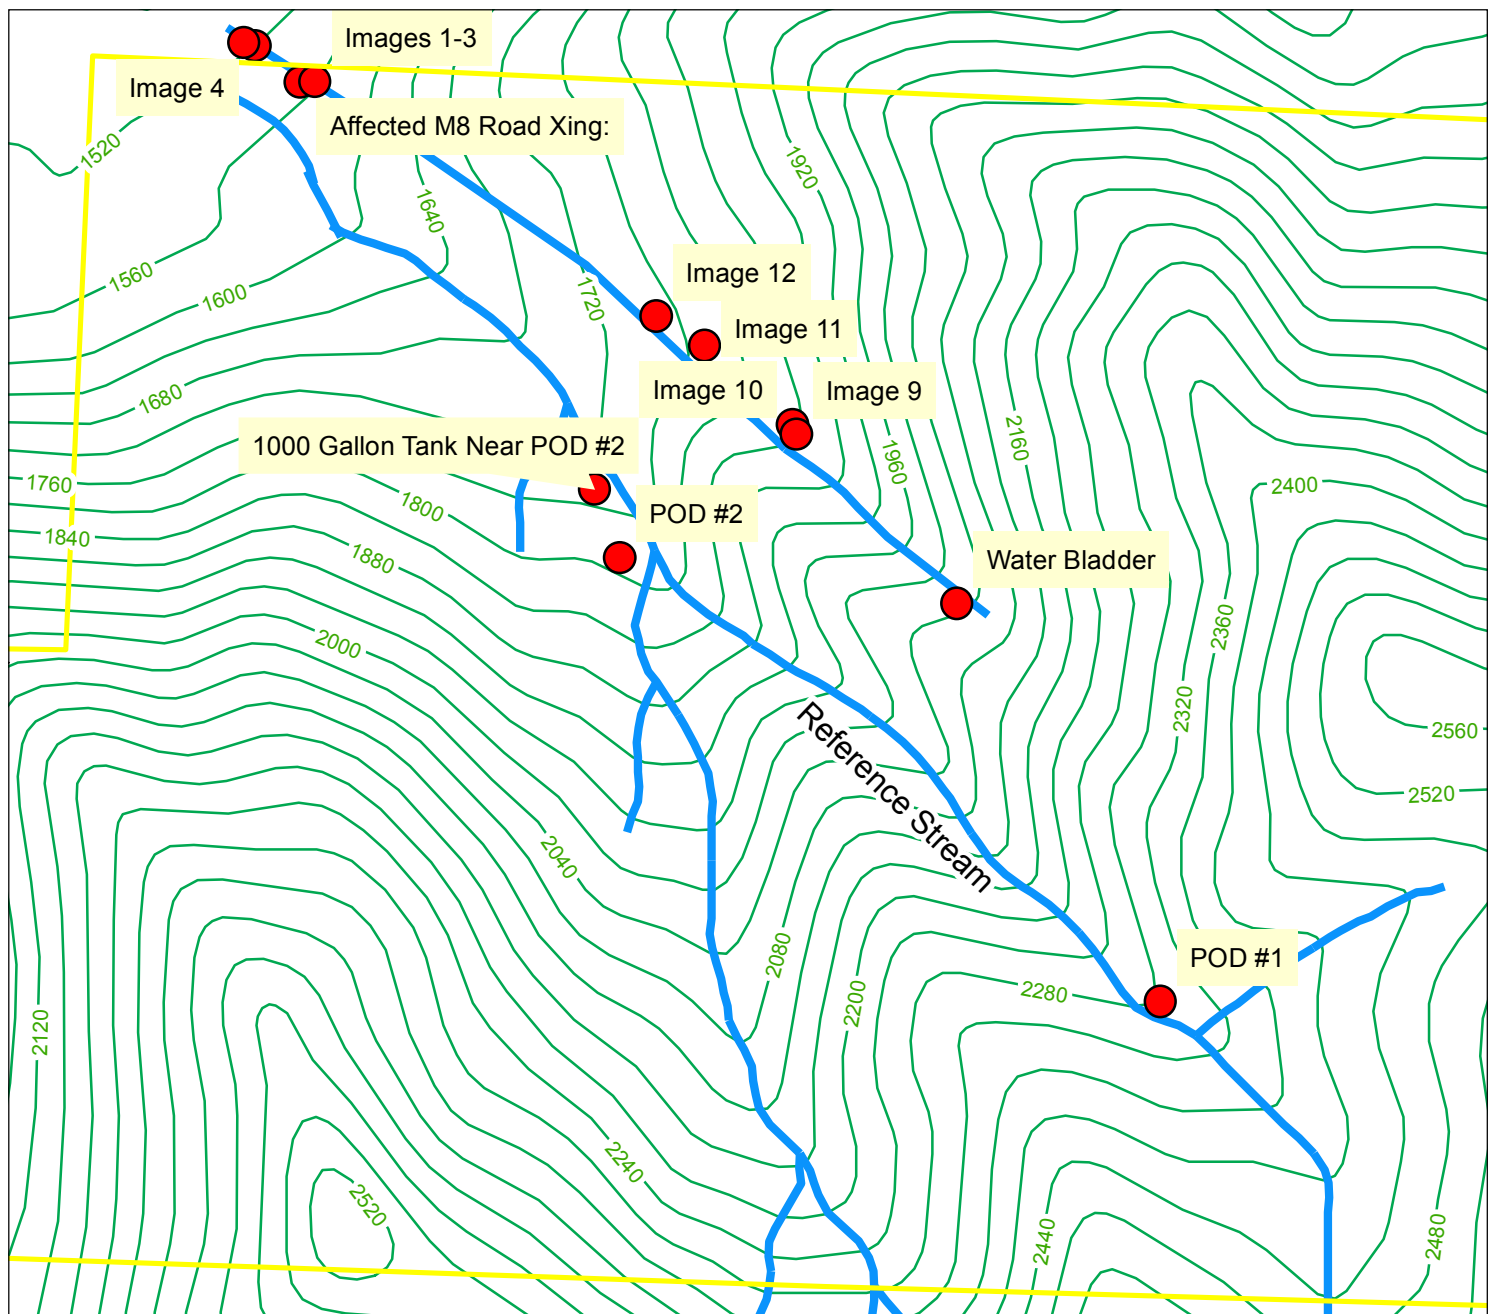 Images 1-3
Image 4
Affected M8 Road Xing:
1520
1920
1640
1560
1600
Image 12
1720
Image 11
1680
Image 10
Image 9
1000 Gallon Tank Near POD #2
2160
1960
1760
1800
2400
POD #2
1840
1880
Water Bladder
2360
2000
2320
Reference Stream
2560
2520
2040
2080
POD #1
2280
2200
2120
2240
2520
2440
2480